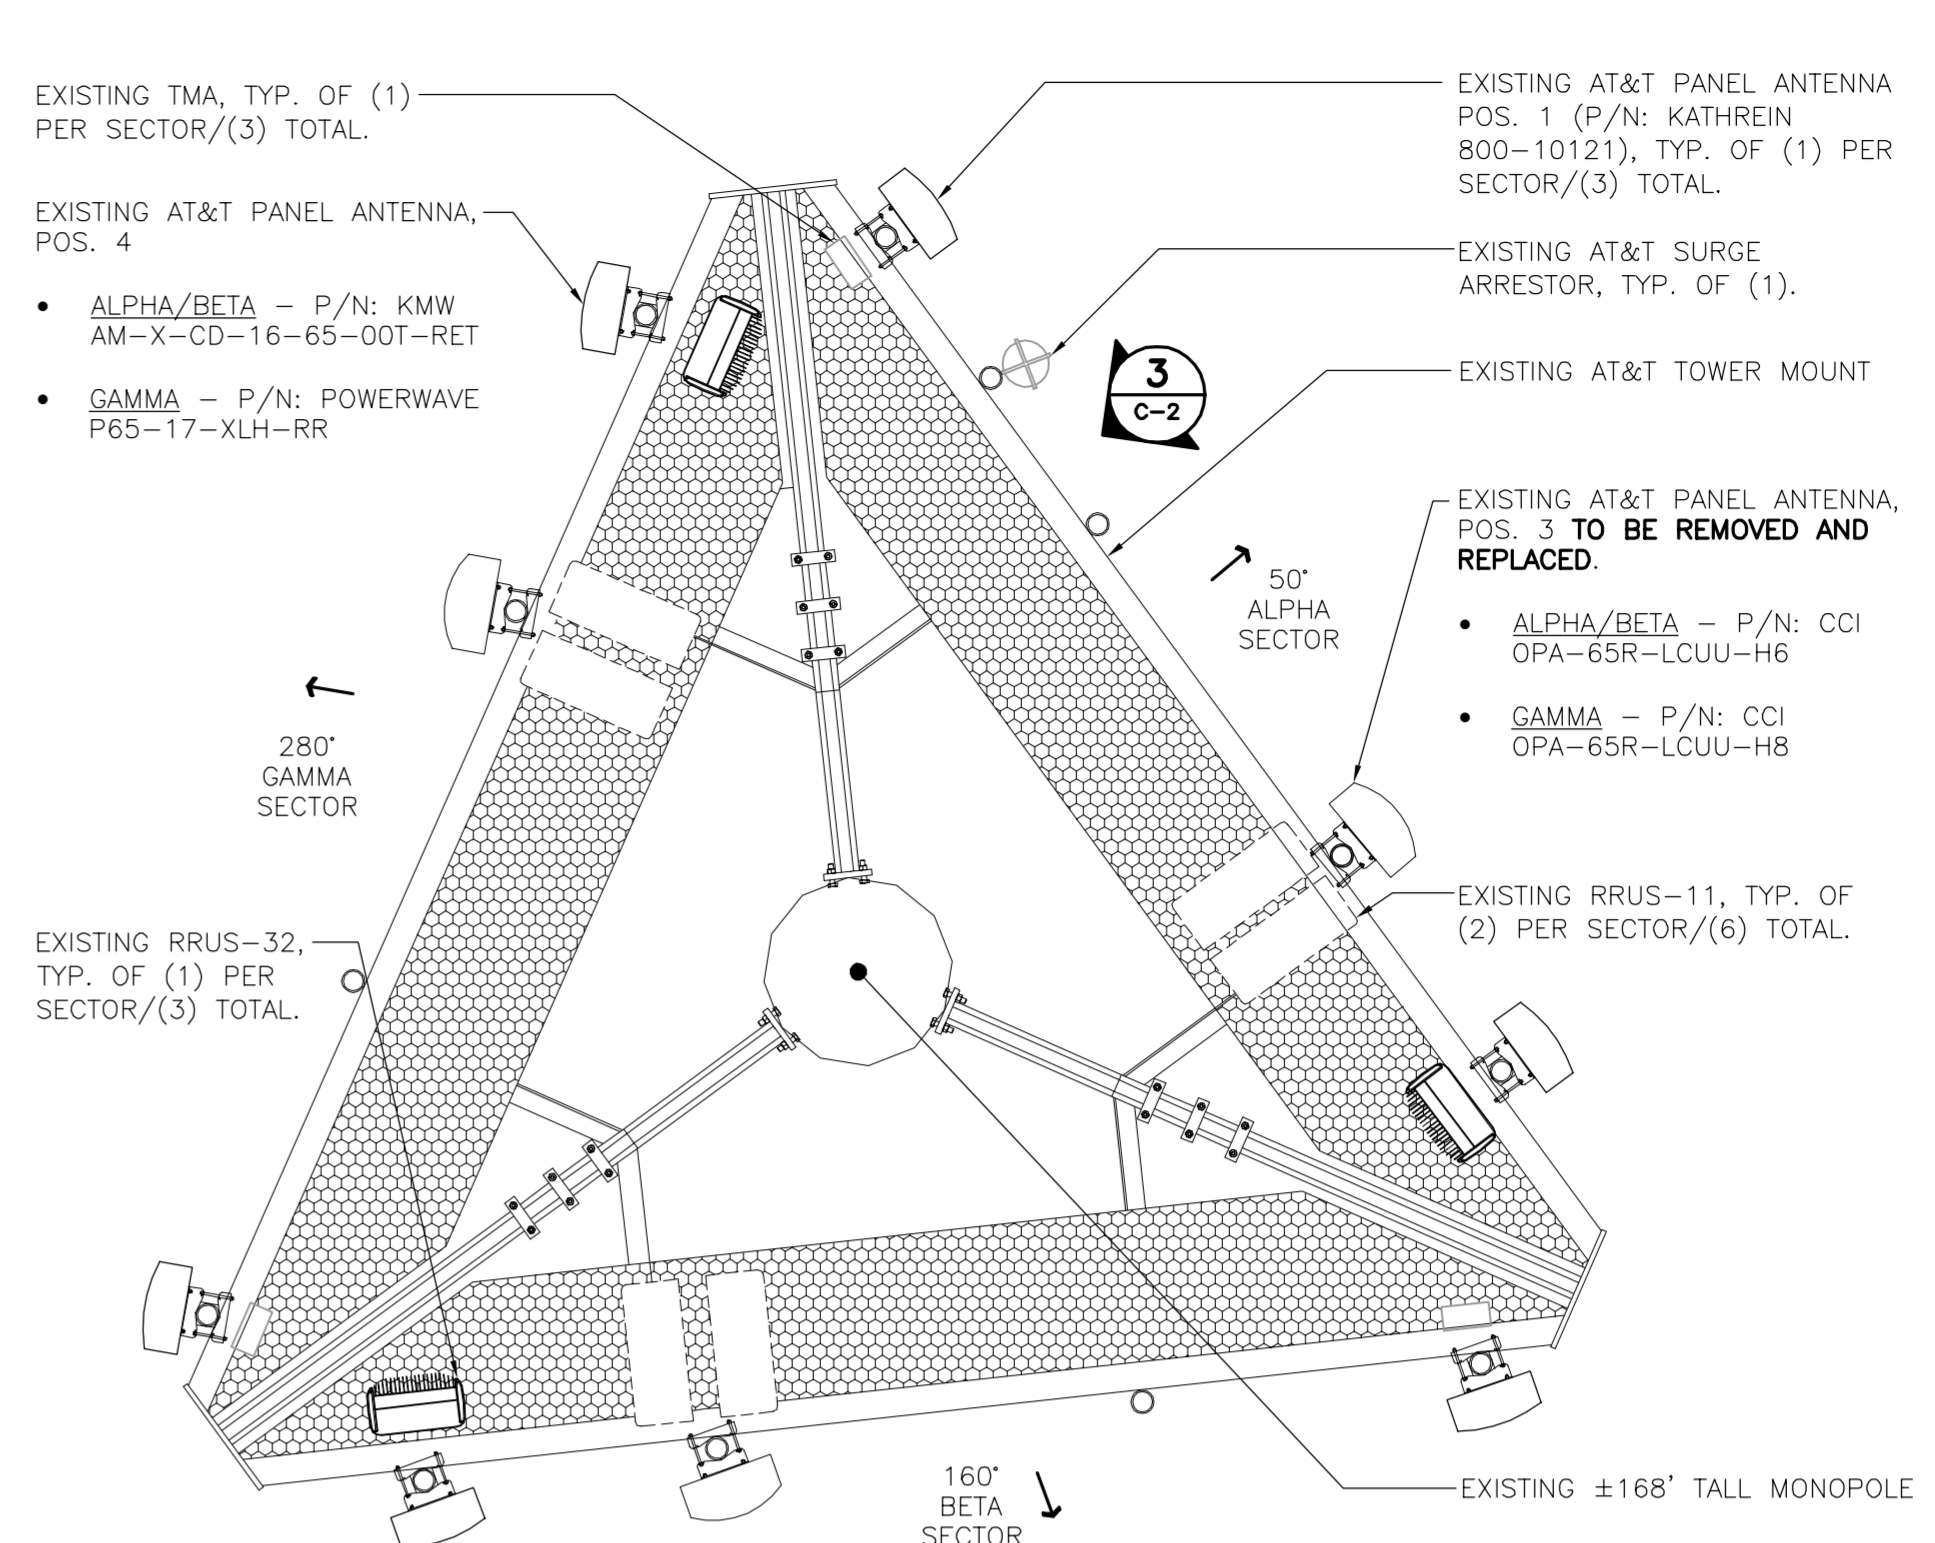 EXISTING TMA, TYP. OF (1)
PER SECTOR/(3) TOTAL.
EXISTING AT&T PANEL ANTENNA,
POS. 4
• ALPHA/BETA – P/N: KMW
AM–X–CD–16–65–00T–RET
• GAMMA – P/N: POWERWAVE
P65–17–XLH–RR
EXISTING AT&T PANEL ANTENNA
POS. 1 (P/N: KATHREIN
800–10121), TYP. OF (1) PER
SECTOR/(3) TOTAL.
EXISTING AT&T SURGE
ARRESTOR, TYP. OF (1).
3
C–2
EXISTING AT&T TOWER MOUNT
EXISTING AT&T PANEL ANTENNA,
POS. 3 TO BE REMOVED AND
REPLACED.
• ALPHA/BETA – P/N: CCI
OPA–65R–LCUU–H6
• GAMMA – P/N: CCI
OPA–65R–LCUU–H8
50°
ALPHA
SECTOR
280°
GAMMA
SECTOR
EXISTING RRUS–11, TYP. OF
(2) PER SECTOR/(6) TOTAL.
EXISTING RRUS–32,
TYP. OF (1) PER
SECTOR/(3) TOTAL.
160°
BETA
SECTOR
EXISTING ±168' TALL MONOPOLE